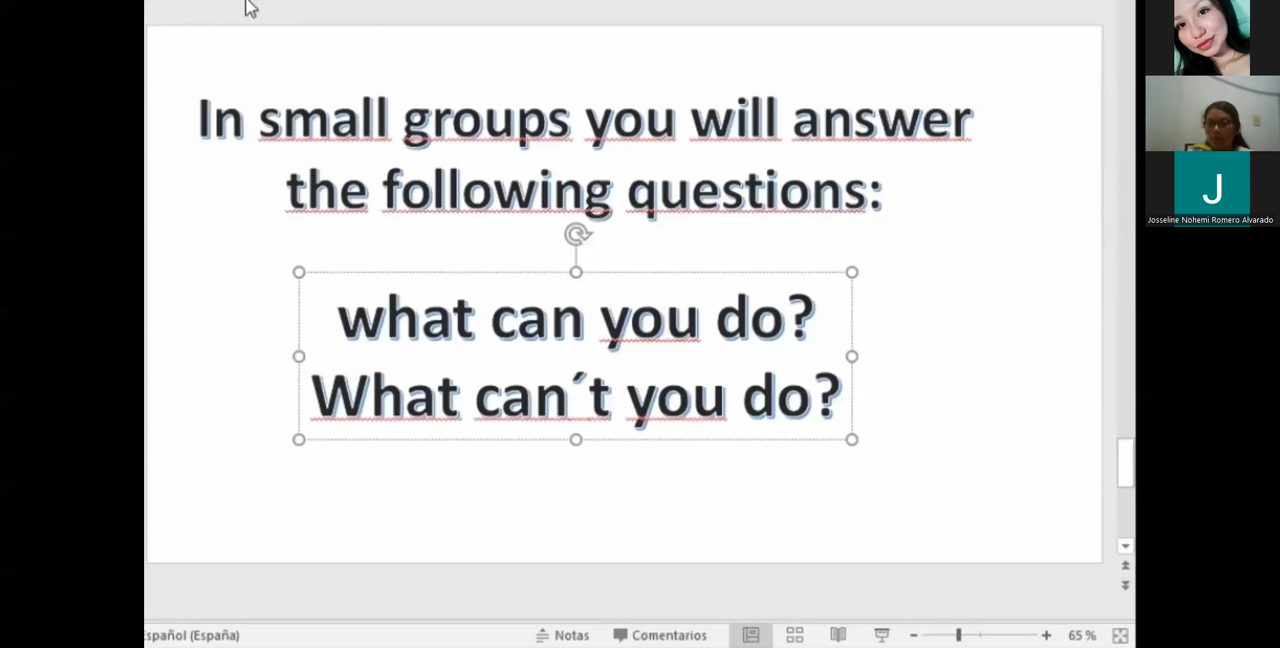 In small groups you will answer
the following questions:
what can you do?
What can´t you do?
J
Josseline Nohemi Romero Alvarado
spañol (España)
Notas
Comentarios
65 %